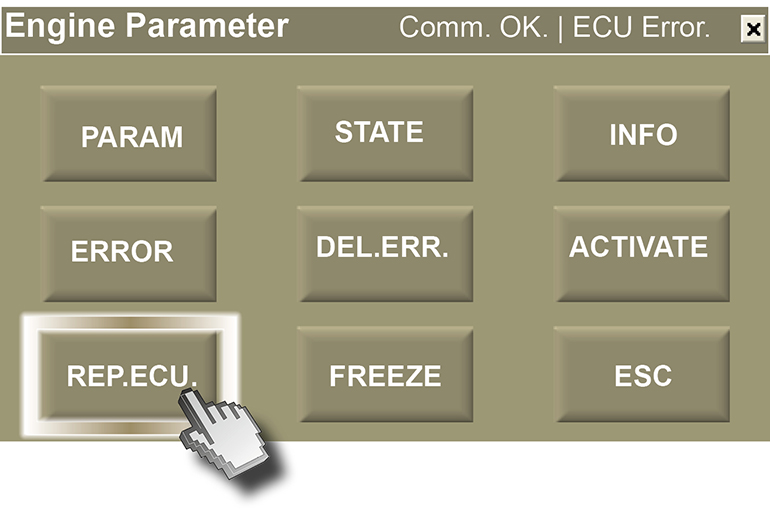 Engine Parameter Comm. OK. | ECU Error.
PARAM STATE INFO
ERROR DEL.ERR. ACTIVATE
REP.ECU. FREEZE ESC